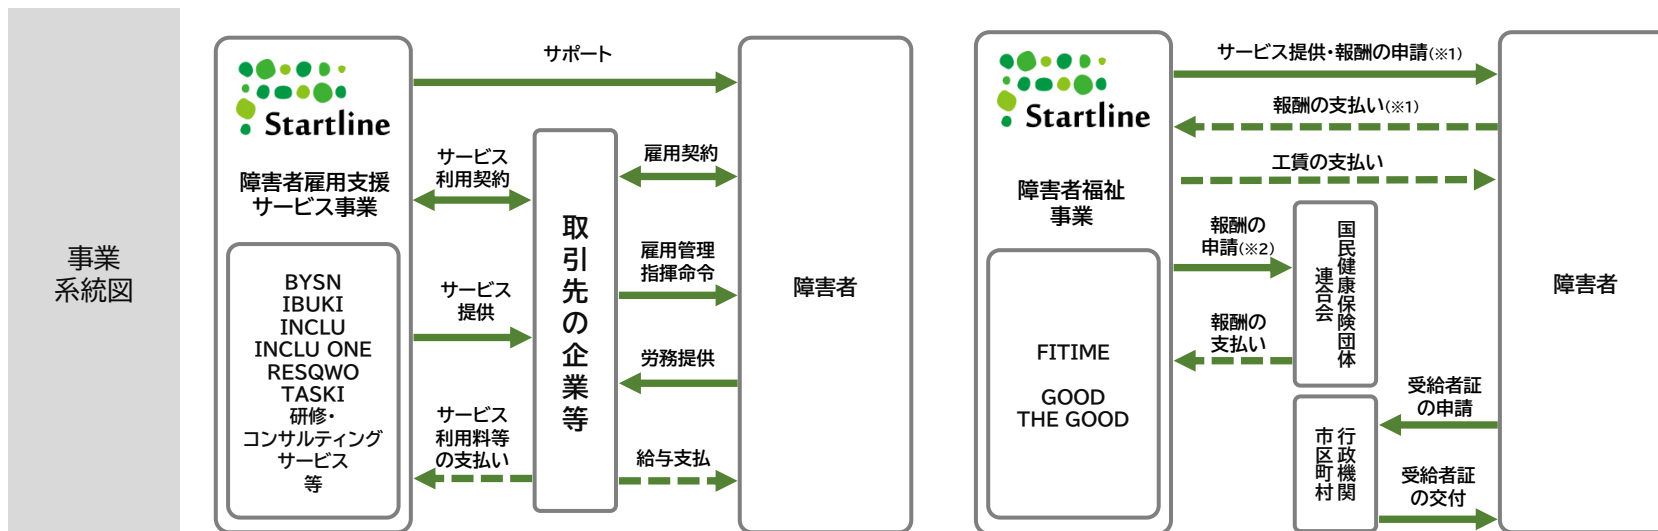 事業
系統図
Startline
障害者雇用支援
サービス事業
BYSN
IBUKI
INCLU
INCLU ONE
RESQWO
TASKI
研修・
コンサルティング
サービス
等
サポート
サービス
利用契約
サービス
提供
サービス
利用料等
の支払い
取引先の企業等
雇用契約
雇用管理
指揮命令
労務提供
給与支払
障害者
Startline
障害者福祉
事業
FITIME
GOOD
THE GOOD
サービス提供・報酬の申請(※1)
報酬の支払い(※1)
工賃の支払い
報酬の
申請(※2)
報酬の
支払い
国民健康保険団体
連合会
行政機関
市区町村
受給者証
の申請
受給者証
の交付
障害者